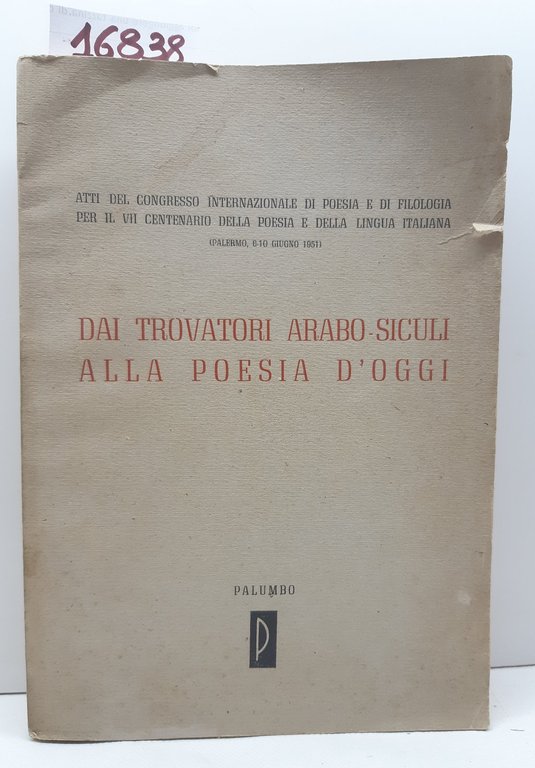 16838
ATTI DEL CONGRESSO INTERNAZIONALE DI POESIA E DI FILOLOGIA
PER IL VII CENTENARIO DELLA POESIA E DELLA LINGUA ITALIANA
(PALERMO, 6-10 GIUGNO 1951)
DAI TROVATORI ARABO-SICULI
ALLA POESIA D'OGGI
PALUMBO
P